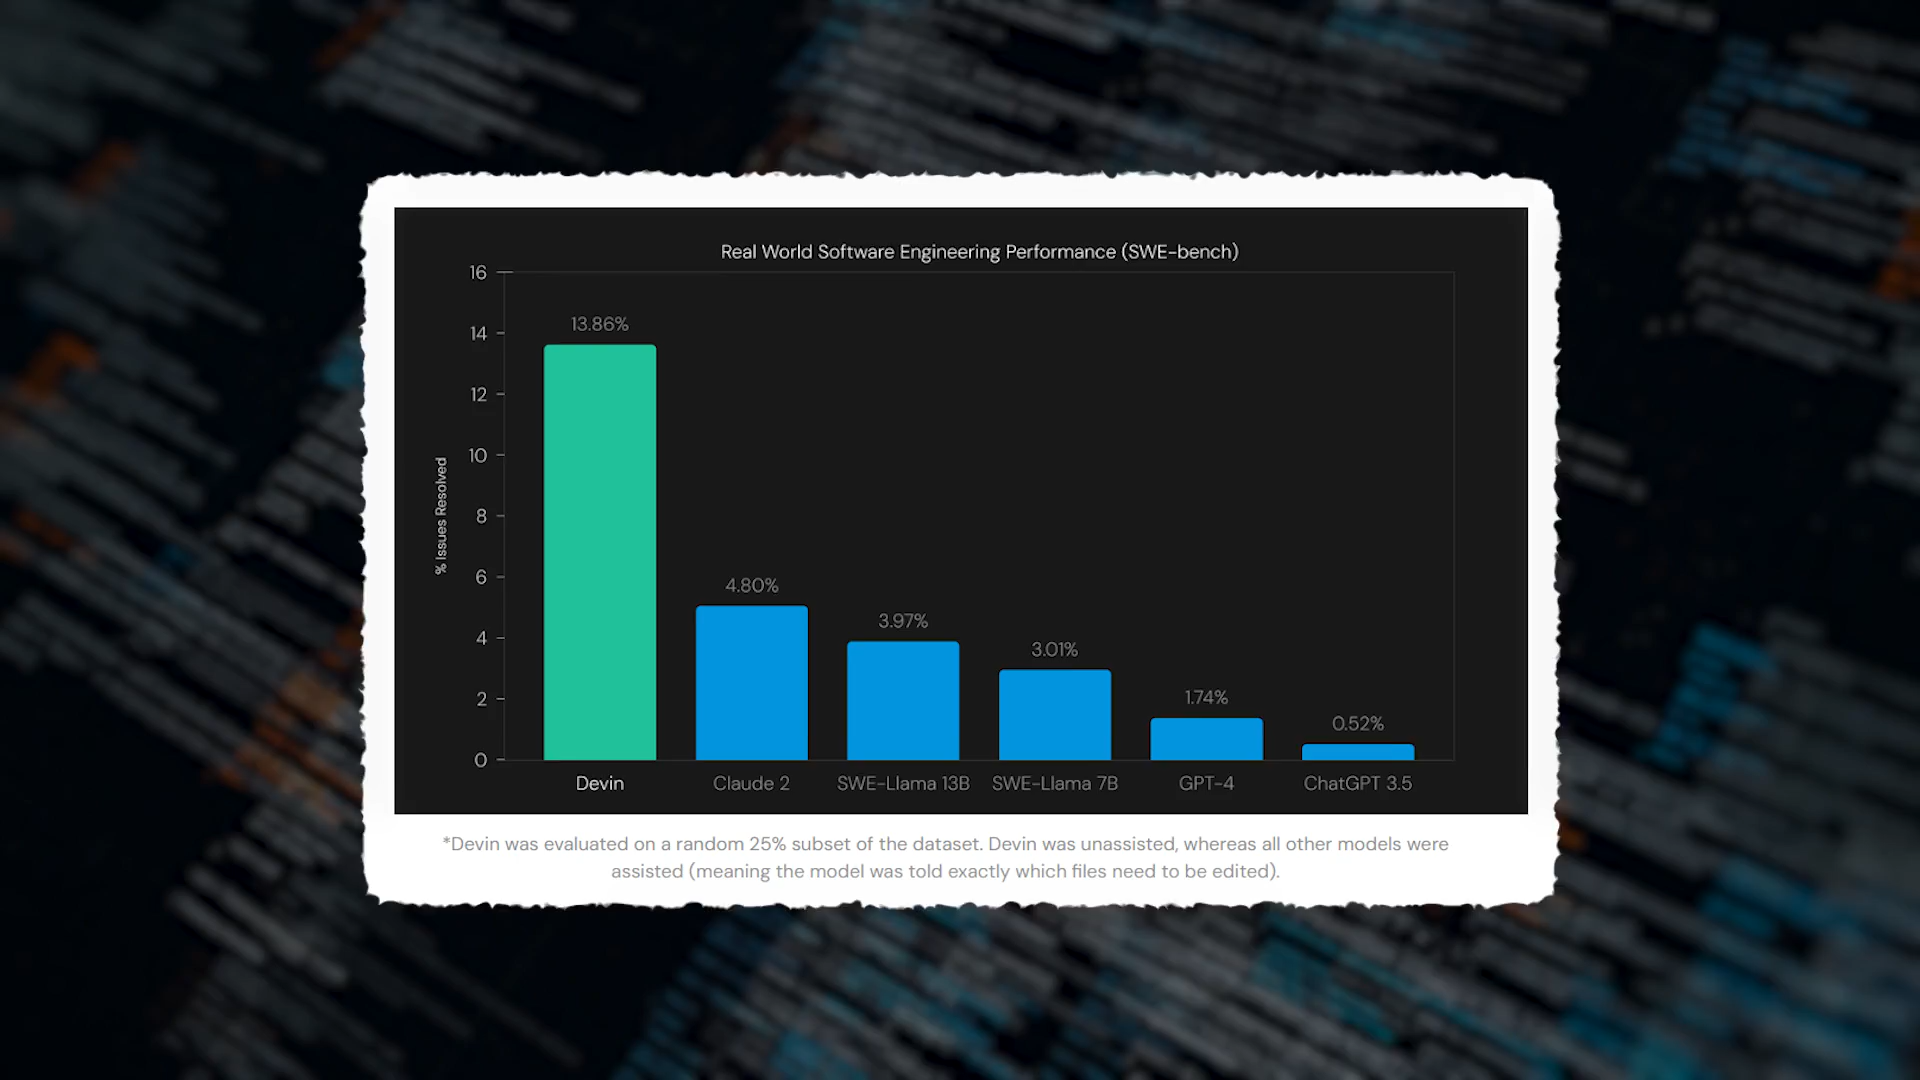 Real World Software Engineering Performance (SWE-bench)
16
14
12
10
8
6
4
2
0
% Issues Resolved
13.86%
4.80%
3.97%
3.01%
1.74%
0.52%
Devin
Claude 2
SWE-Llama 13B
SWE-Llama 7B
GPT-4
ChatGPT 3.5
*Devin was evaluated on a random 25% subset of the dataset. Devin was unassisted, whereas all other models were
assisted (meaning the model was told exactly which files need to be edited).